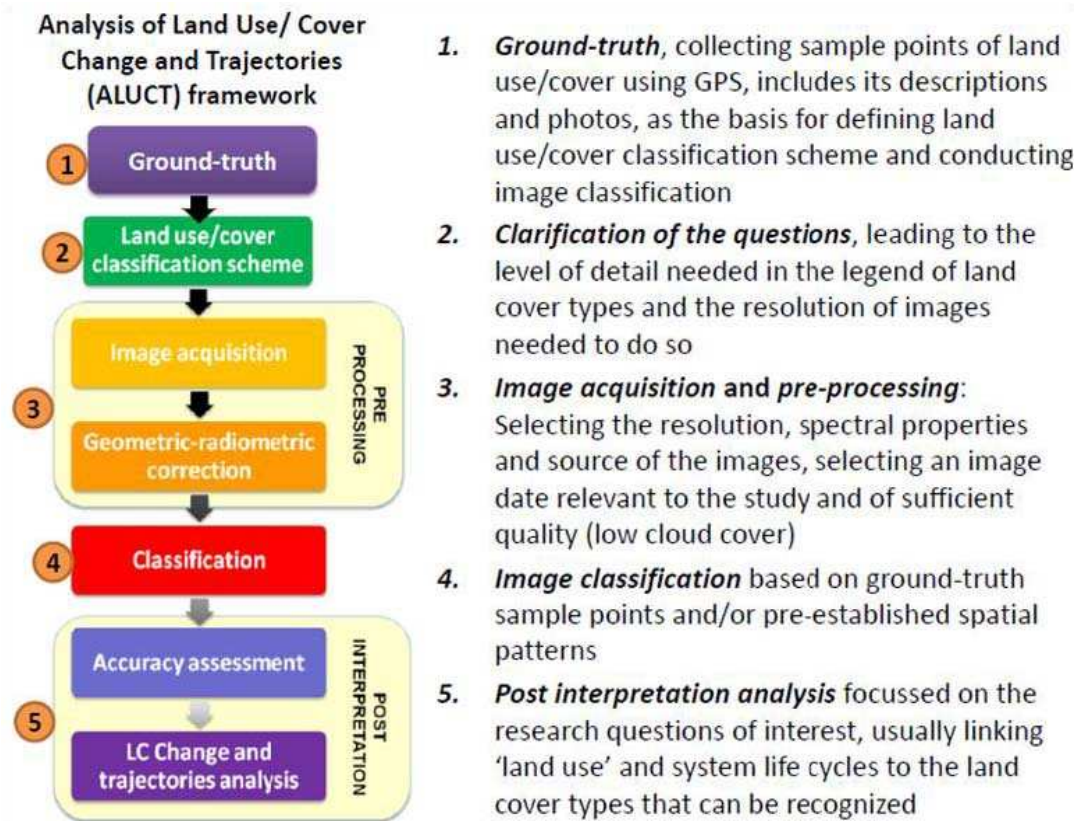 Analysis of Land Use/ Cover
Change and Trajectories
(ALUCT) framework
1
Ground-truth
2
Land use/cover
classification scheme
3
Image acquisition
Geometric-radiometric
correction
PRE
PROCESSING
4
Classification
5
Accuracy assessment
LC Change and
trajectories analysis
POST
INTERPRETATION
1. Ground-truth, collecting sample points of land
use/cover using GPS, includes its descriptions
and photos, as the basis for defining land
use/cover classification scheme and conducting
image classification
2. Clarification of the questions, leading to the
level of detail needed in the legend of land
cover types and the resolution of images
needed to do so
3. Image acquisition and pre-processing:
Selecting the resolution, spectral properties
and source of the images, selecting an image
date relevant to the study and of sufficient
quality (low cloud cover)
4. Image classification based on ground-truth
sample points and/or pre-established spatial
patterns
5. Post interpretation analysis focussed on the
research questions of interest, usually linking
‘land use’ and system life cycles to the land
cover types that can be recognized